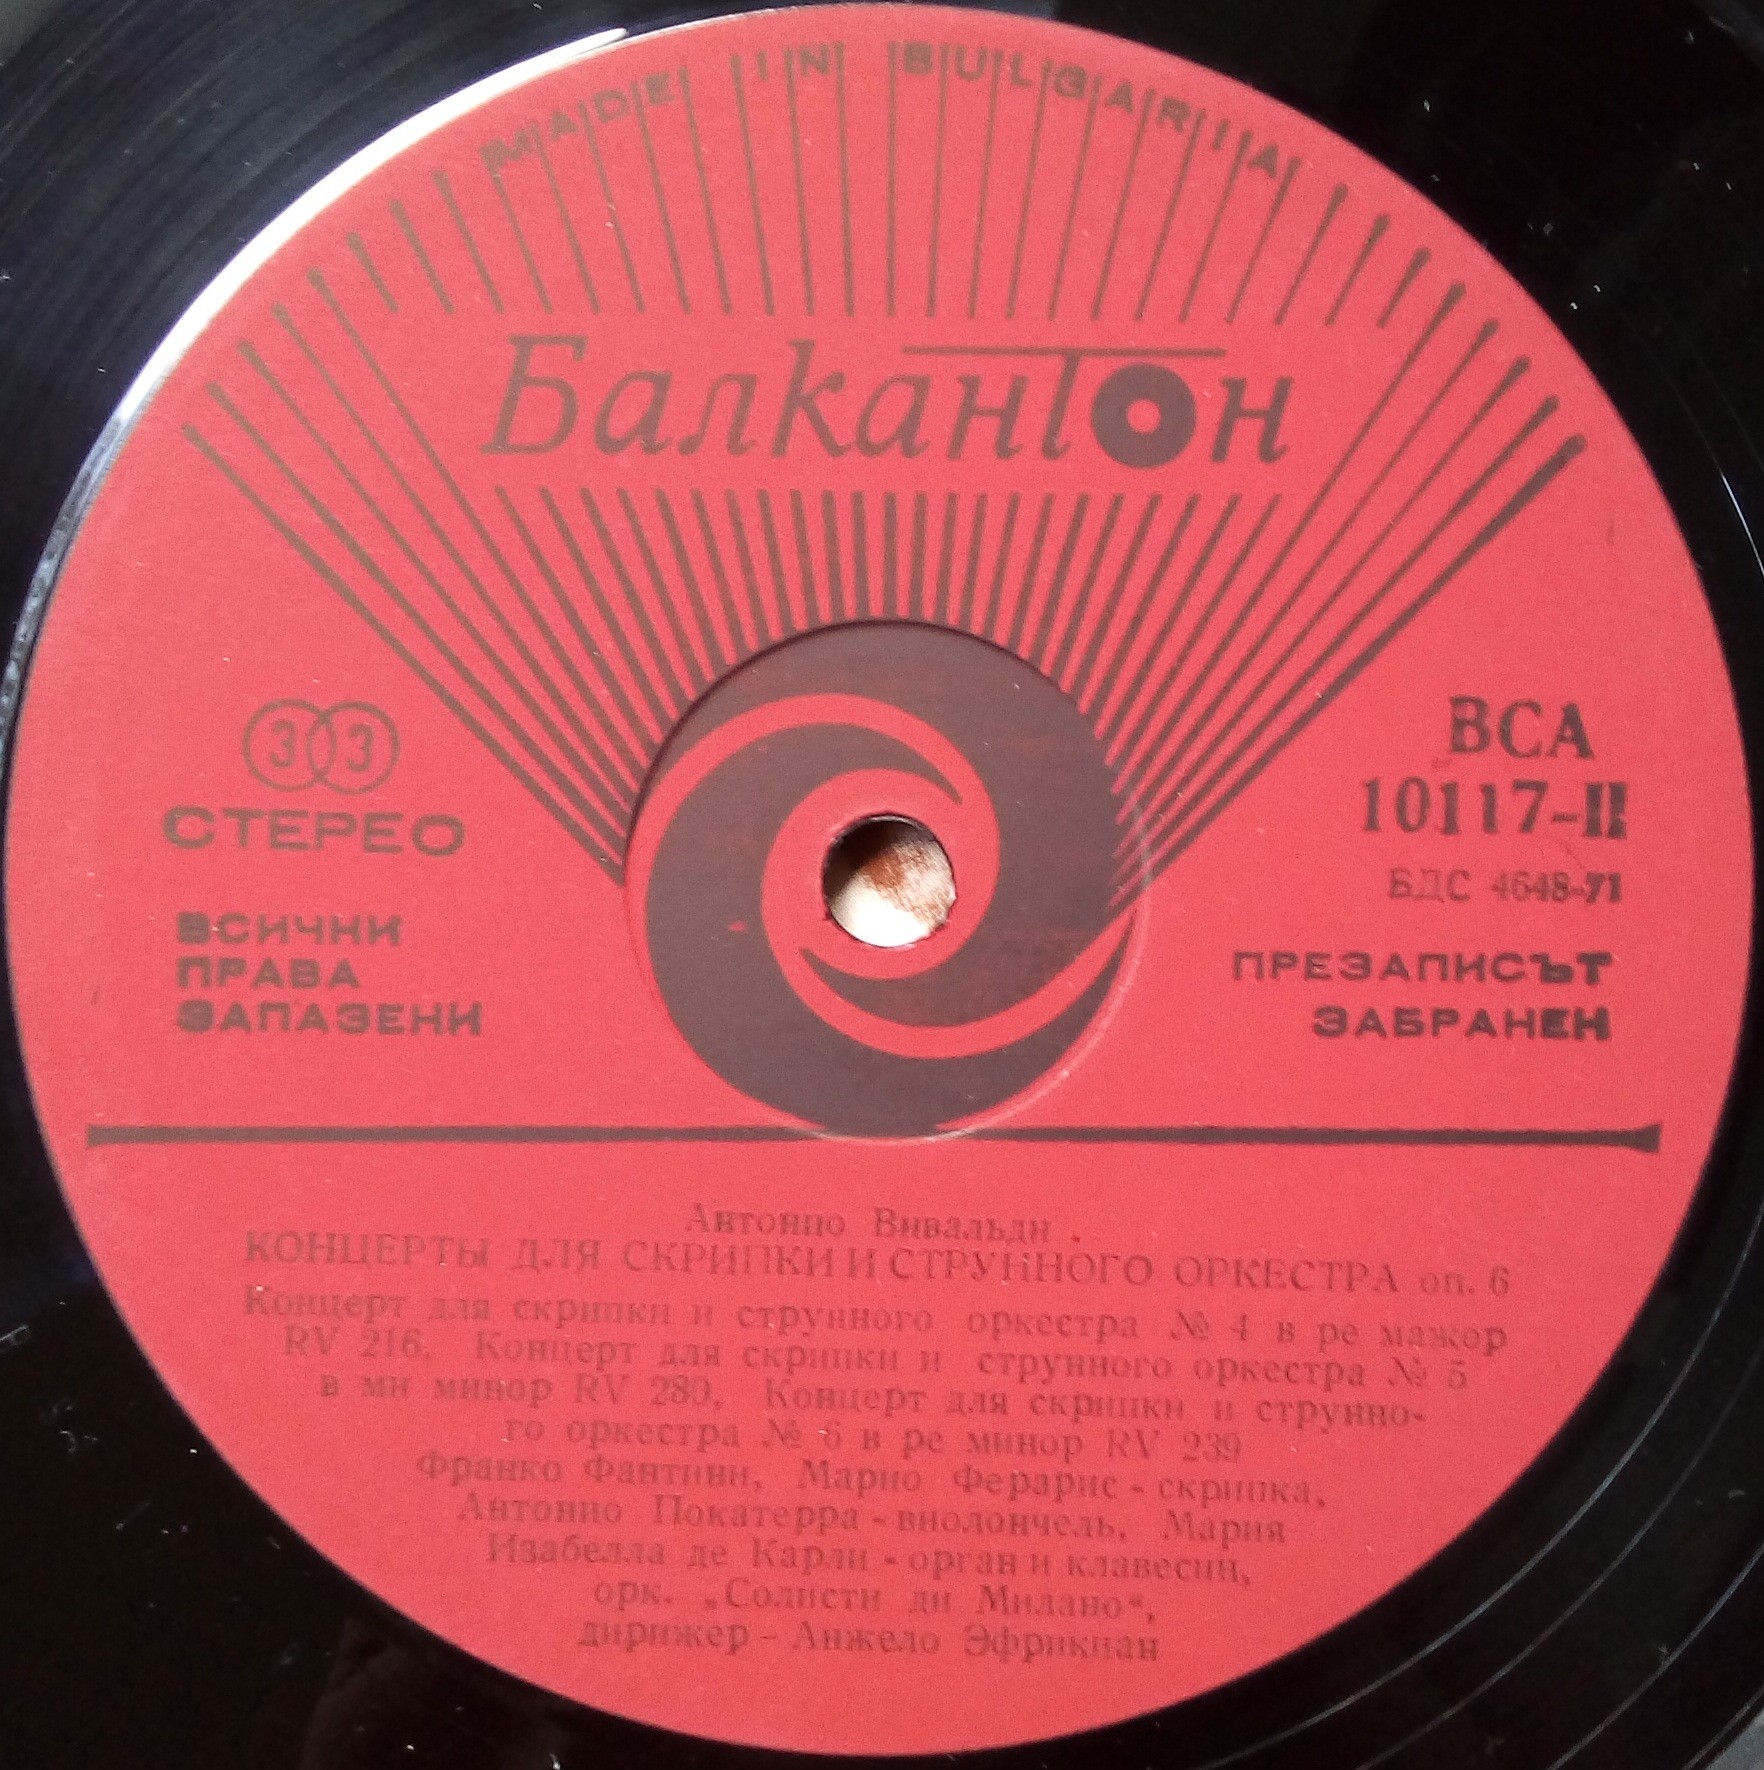 MADE IN BULGARIA
Балкантон
33
СТЕРЕО
ВСИЧНИ
ПРАВА
ЗАПАЗЕНИ
ВСА
10117-II
БДС 4648-71
ПРЕЗАПИСЪТ
ЗАБРАНЕН
Антонио Вивальди .
КОНЦЕРТЫ ДЛЯ СКРИПКИ И СТРУННОГО ОРКЕСТРА оп. 6
Концерт для скрипки и струнного оркестра № 4 в ре мажор
RV 216, Концерт для скрипки и струнного оркестра № 5
в ми минор RV 280, Концерт для скрипки и струнно-
го оркестра № 6 в ре минор RV 239
Франко Фантини, Марио Ферарис - скрипка,
Антонио Покатерра - виолончель, Мария
Изабелла де Карли - орган и клавесин,
орк. „Солисти ди Милано“,
дирижер - Анжело Эфрикиан